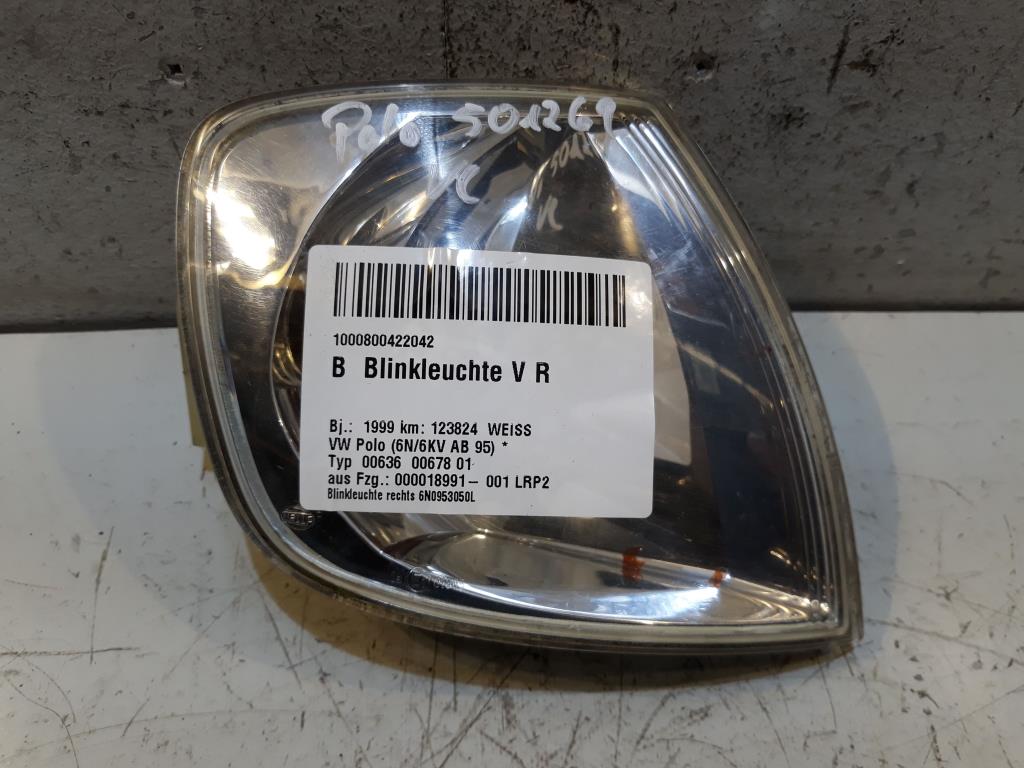 Polo 501269
1000800422042
B Blinkleuchte V R
Bj.: 1999 km: 123824 WEISS
VW Polo (6N/6KV AB 95) *
Typ 00636 00678 01
aus Fzg.: 000018991- 001 LRP2
Blinkleuchte rechts 6N0953050L